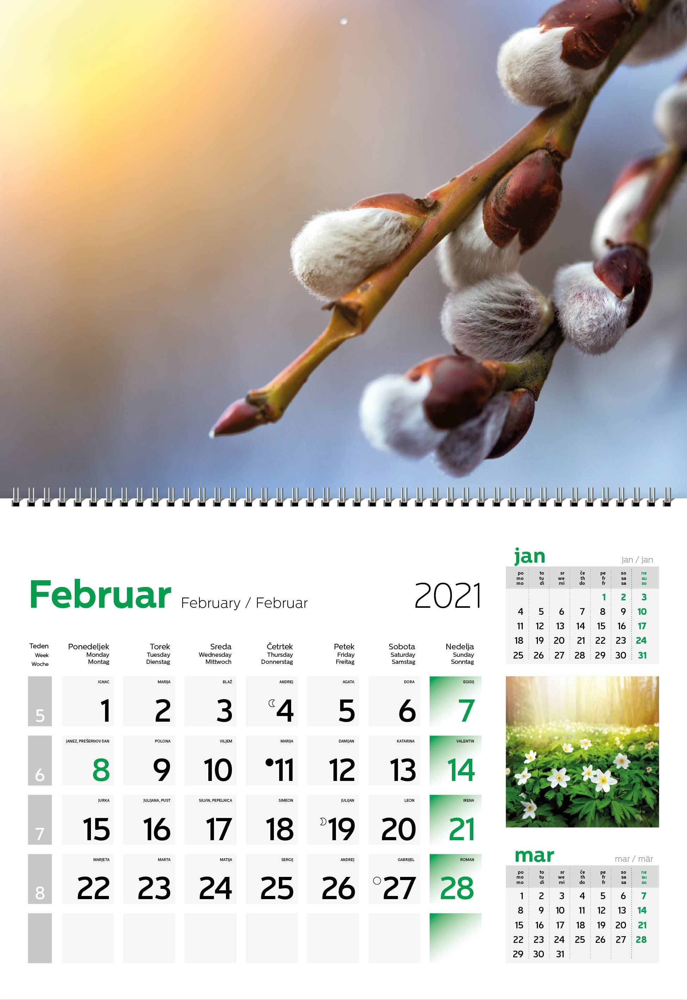 Februar February / Februar 2021
Teden Ponedeljek Torek Sreda Četrtek Petek Sobota Nedelja
Week Monday Tuesday Wednesday Thursday Friday Saturday Sunday
Woche Montag Dienstag Mittwoch Donnerstag Freitag Samstag Sonntag
IGNAC MARIJA BLAŽ ANDREJ AGATA DORA EGIDIJ
5 1 2 3 4 5 6 7
JANEZ, PREŠERNOV DAN POLONA VILJEM MARIJA DAMIJAN KATARINA VALENTIN
6 8 9 10 11 12 13 14
JURKA JULIJANA, PUST SILVIN, PEPELNICA SIMEON JULIJAN LEON IRENA
7 15 16 17 18 19 20 21
MARJETA MARTA MATIJA SERGIJ ANDREJ GABRIJEL ROMAN
8 22 23 24 25 26 27 28
jan jan / jan
po to sr če pe so ne
mo tu we th fr sa su
mo di mi do fr sa so
1 2 3
4 5 6 7 8 9 10
11 12 13 14 15 16 17
18 19 20 21 22 23 24
25 26 27 28 29 30 31
mar mar / mär
po to sr če pe so ne
mo tu we th fr sa su
mo di mi do fr sa so
1 2 3 4 5 6 7
8 9 10 11 12 13 14
15 16 17 18 19 20 21
22 23 24 25 26 27 28
29 30 31